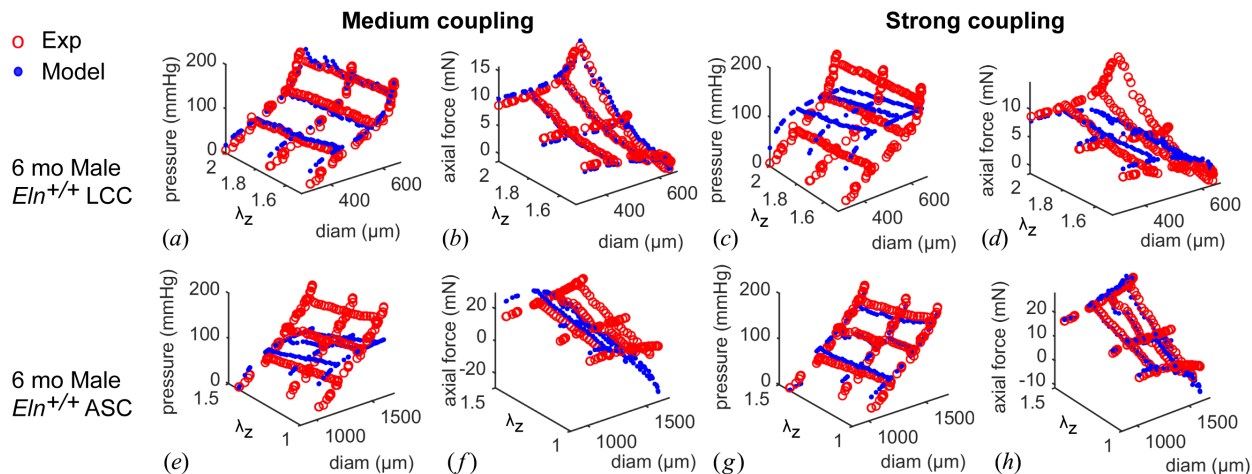 Medium coupling
Strong coupling
Exp
Model
6 mo Male
Eln+/+ LCC
6 mo Male
Eln+/+ ASC
pressure (mmHg)
200
100
0
2
1.8
1.6
λz
400
600
diam (μm)
(a)
axial force (mN)
15
10
5
0
2
1.8
1.6
λz
400
600
diam (μm)
(b)
pressure (mmHg)
200
100
0
2
1.8
1.6
λz
400
600
diam (μm)
(c)
axial force (mN)
10
5
0
2
1.8
1.6
λz
400
600
diam (μm)
(d)
pressure (mmHg)
200
100
0
1.5
1
λz
1000
1500
diam (μm)
(e)
axial force (mN)
20
0
-20
1.5
1
λz
1000
1500
diam (μm)
(f)
pressure (mmHg)
200
100
0
1.5
1
λz
1000
1500
diam (μm)
(g)
axial force (mN)
20
10
0
-10
1.5
1
λz
1000
1500
diam (μm)
(h)